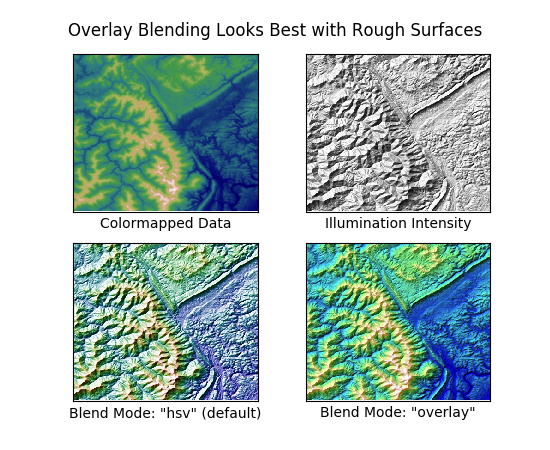 Overlay Blending Looks Best with Rough Surfaces
Colormapped Data
Illumination Intensity
Blend Mode: "hsv" (default)
Blend Mode: "overlay"